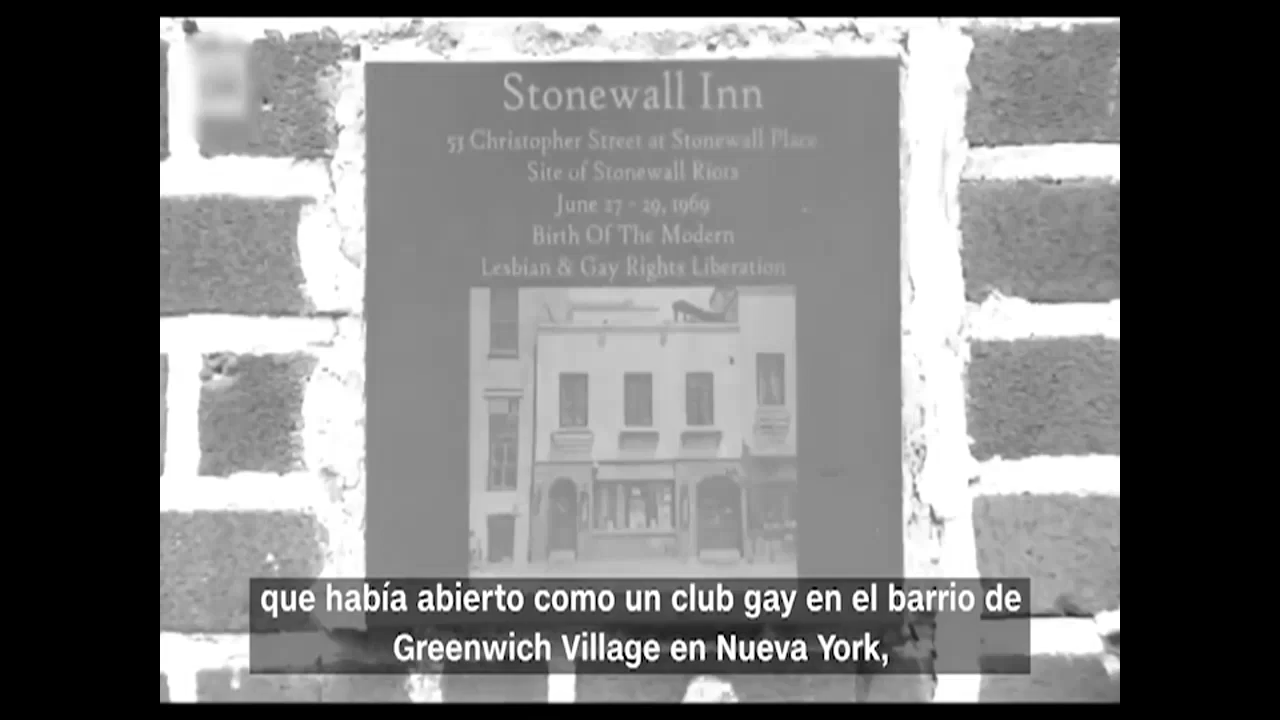 Stonewall Inn
53 Christopher Street at Stonewall Place
Site of Stonewall Riots
June 27 - 29, 1969
Birth Of The Modern
Lesbian & Gay Rights Liberation
que había abierto como un club gay en el barrio de
Greenwich Village en Nueva York,